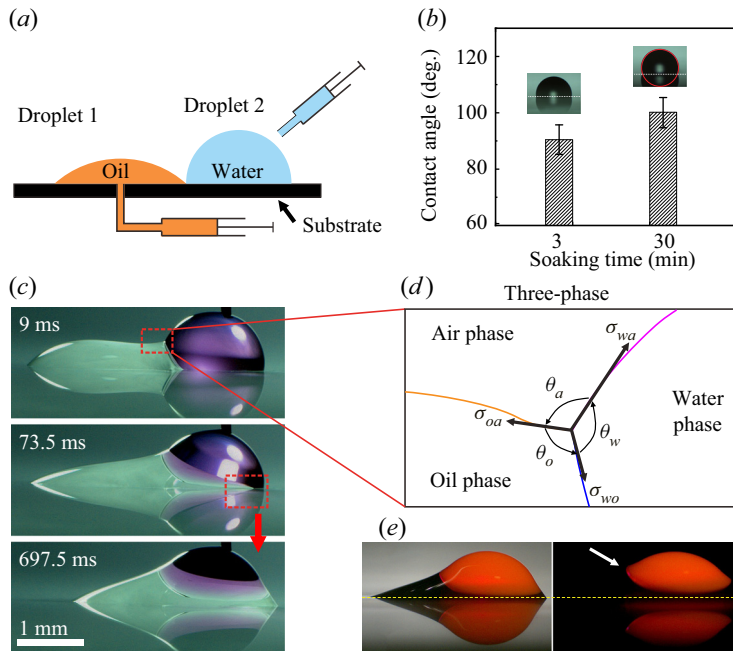 (a)
Droplet 1
Droplet 2
Oil
Water
Substrate
(b)
Contact angle (deg.)
120
100
80
60
3
30
Soaking time (min)
(c)
9 ms
73.5 ms
697.5 ms
1 mm
(d)
Three-phase
Air phase
σwa
θa
σoa
Water
phase
θw
θo
Oil phase
σwo
(e)